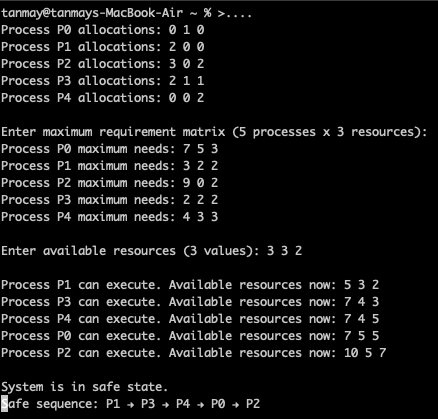 tanmay@tanmays-MacBook-Air ~ % >....
Process P0 allocations: 0 1 0
Process P1 allocations: 2 0 0
Process P2 allocations: 3 0 2
Process P3 allocations: 2 1 1
Process P4 allocations: 0 0 2
Enter maximum requirement matrix (5 processes x 3 resources):
Process P0 maximum needs: 7 5 3
Process P1 maximum needs: 3 2 2
Process P2 maximum needs: 9 0 2
Process P3 maximum needs: 2 2 2
Process P4 maximum needs: 4 3 3
Enter available resources (3 values): 3 3 2
Process P1 can execute. Available resources now: 5 3 2
Process P3 can execute. Available resources now: 7 4 3
Process P4 can execute. Available resources now: 7 4 5
Process P0 can execute. Available resources now: 7 5 5
Process P2 can execute. Available resources now: 10 5 7
System is in safe state.
Safe sequence: P1 → P3 → P4 → P0 → P2